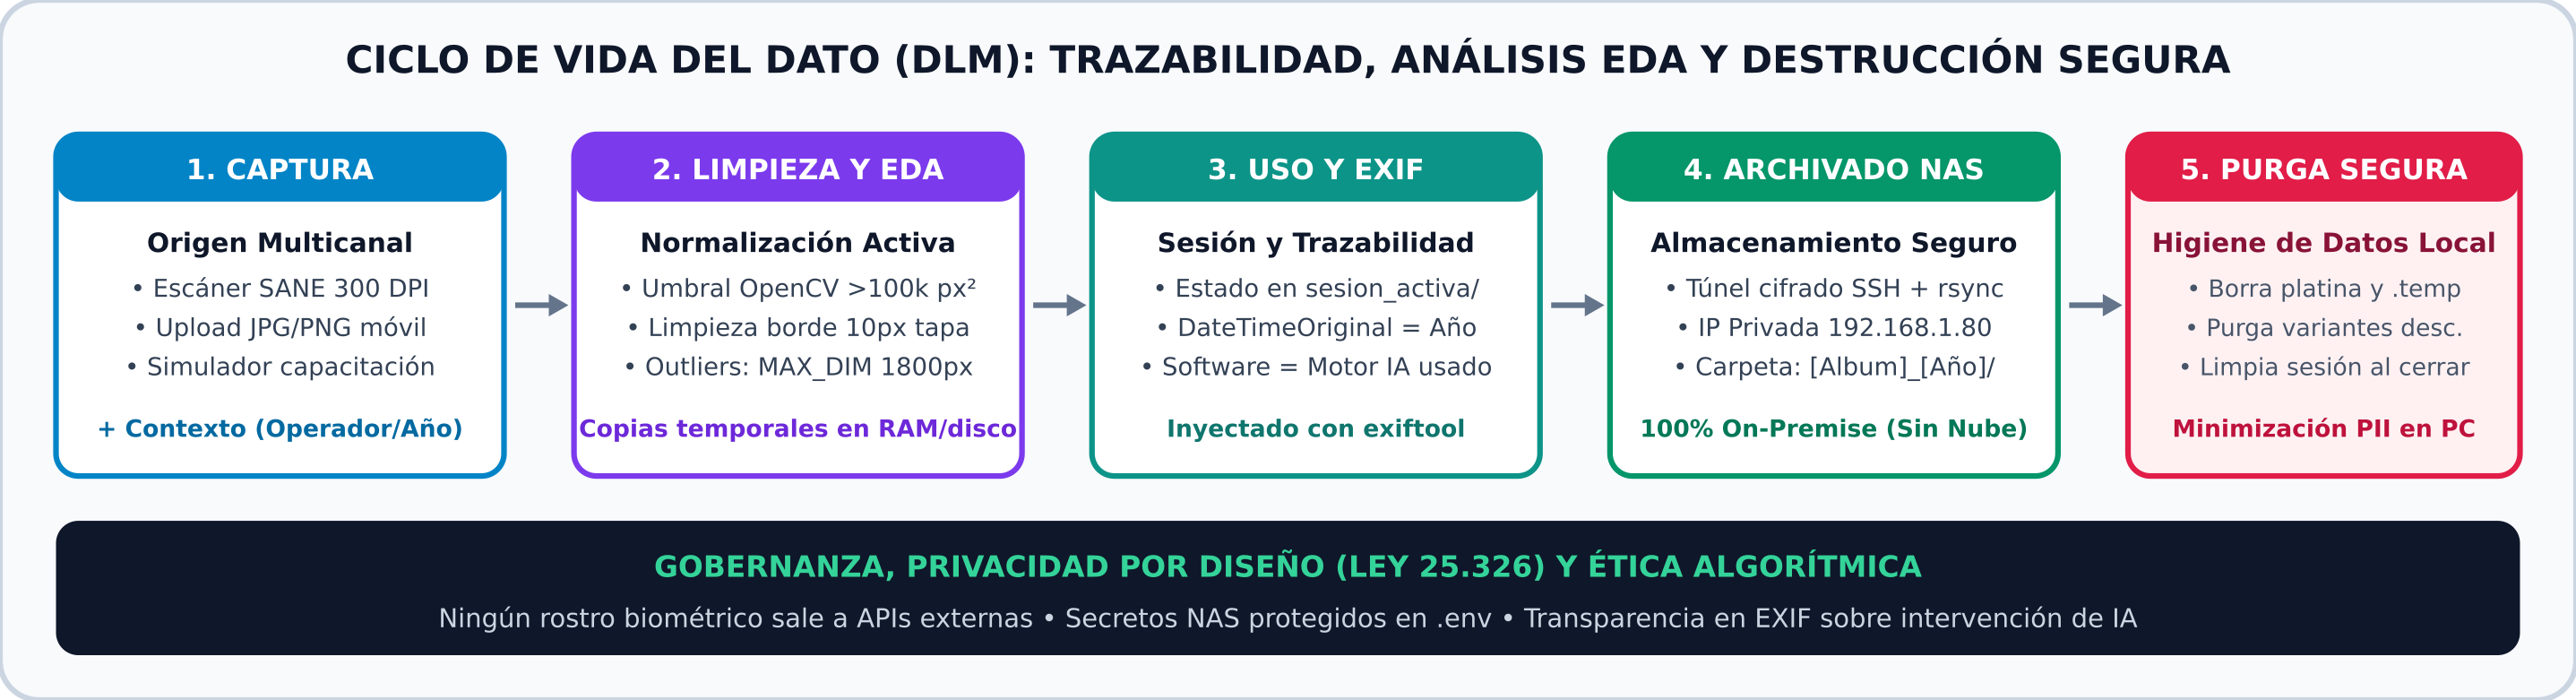 CICLO DE VIDA DEL DATO (DLM): TRAZABILIDAD, ANÁLISIS EDA Y DESTRUCCIÓN SEGURA
1. CAPTURA
Origen Multicanal
• Escáner SANE 300 DPI
• Upload JPG/PNG móvil
• Simulador capacitación
+ Contexto (Operador/Año)
2. LIMPIEZA Y EDA
Normalización Activa
• Umbral OpenCV >100k px²
• Limpieza borde 10px tapa
• Outliers: MAX_DIM 1800px
Copias temporales en RAM/disco
3. USO Y EXIF
Sesión y Trazabilidad
• Estado en sesion_activa/
• DateTimeOriginal = Año
• Software = Motor IA usado
Inyectado con exiftool
4. ARCHIVADO NAS
Almacenamiento Seguro
• Túnel cifrado SSH + rsync
• IP Privada 192.168.1.80
• Carpeta: [Album]_[Año]/
100% On-Premise (Sin Nube)
5. PURGA SEGURA
Higiene de Datos Local
• Borra platina y .temp
• Purga variantes desc.
• Limpia sesión al cerrar
Minimización PII en PC
GOBERNANZA, PRIVACIDAD POR DISEÑO (LEY 25.326) Y ÉTICA ALGORÍTMICA
Ningún rostro biométrico sale a APIs externas • Secretos NAS protegidos en .env • Transparencia en EXIF sobre intervención de IA